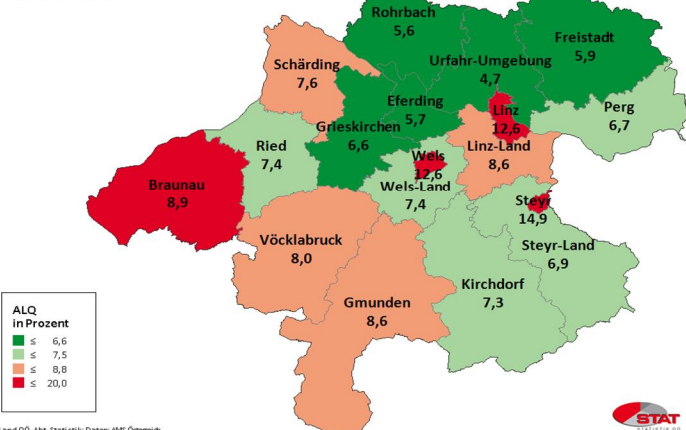 Rohrbach
5,6
Freistadt
5,9
Urfahr-Umgebung
4,7
Schärding
7,6
Eferding
5,7
Linz
12,6
Perg
6,7
Grieskirchen
6,6
Ried
7,4
Linz-Land
8,6
Wels
12,6
Wels-Land
7,4
Braunau
8,9
Steyr
14,9
Vöcklabruck
8,0
Steyr-Land
6,9
Kirchdorf
7,3
Gmunden
8,6
ALQ
in Prozent
≤ 6,6
≤ 7,5
≤ 8,8
≤ 20,0
STAT